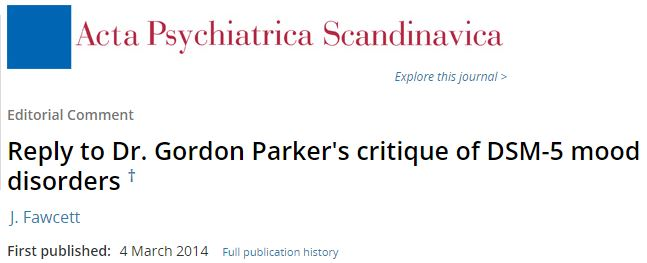 Acta Psychiatrica Scandinavica
Explore this journal >
Editorial Comment
Reply to Dr. Gordon Parker's critique of DSM-5 mood
disorders †
J. Fawcett
First published: 4 March 2014 Full publication history